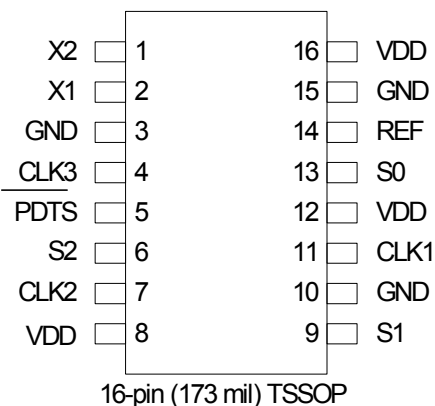 X2 1 16 VDD
X1 2 15 GND
GND 3 14 REF
CLK3 4 13 S0
PDTS 5 12 VDD
S2 6 11 CLK1
CLK2 7 10 GND
VDD 8 9 S1
16-pin (173 mil) TSSOP